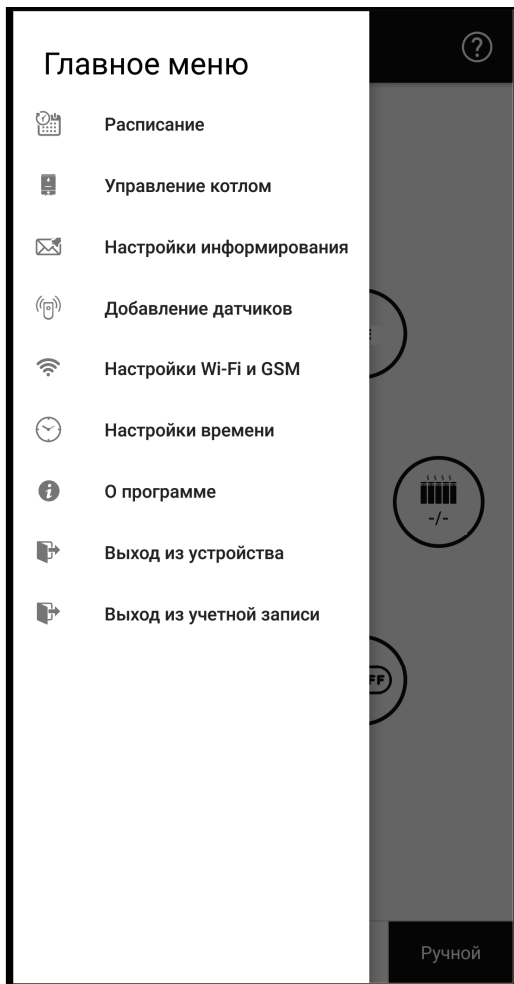 Главное меню
?
Расписание
Управление котлом
Настройки информирования
Добавление датчиков
Настройки Wi-Fi и GSM
Настройки времени
О программе
-/-
Выход из устройства
Выход из учетной записи
FF
Ручной